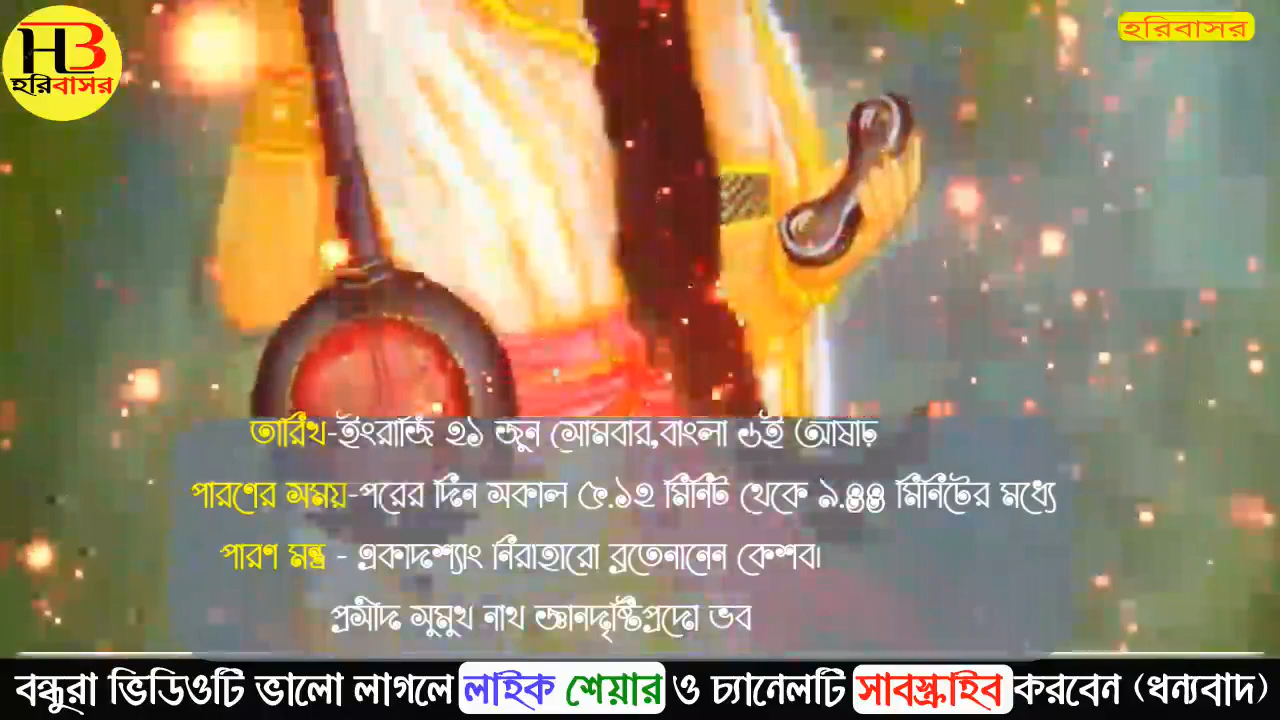 HB
হরিবাসর
হরিবাসর
তারিখ-ইংরাজি ২১ জুন সোমবার,বাংলা ৬ই আষাঢ়
পারণের সময়-পরের দিন সকাল ৫.১২ মিনিট থেকে ৯.৪৪ মিনিটের মধ্যে
পারণ মন্ত্র - একাদশ্যাং নিরাহারো ব্রতেনানেন কেশব।
প্রসীদ সুমুখ নাথ জ্ঞানদৃষ্টিপ্রদো ভব
বন্ধুরা ভিডিওটি ভালো লাগলে লাইক শেয়ার ও চ্যানেলটি সাবস্ক্রাইব করবেন (ধন্যবাদ)